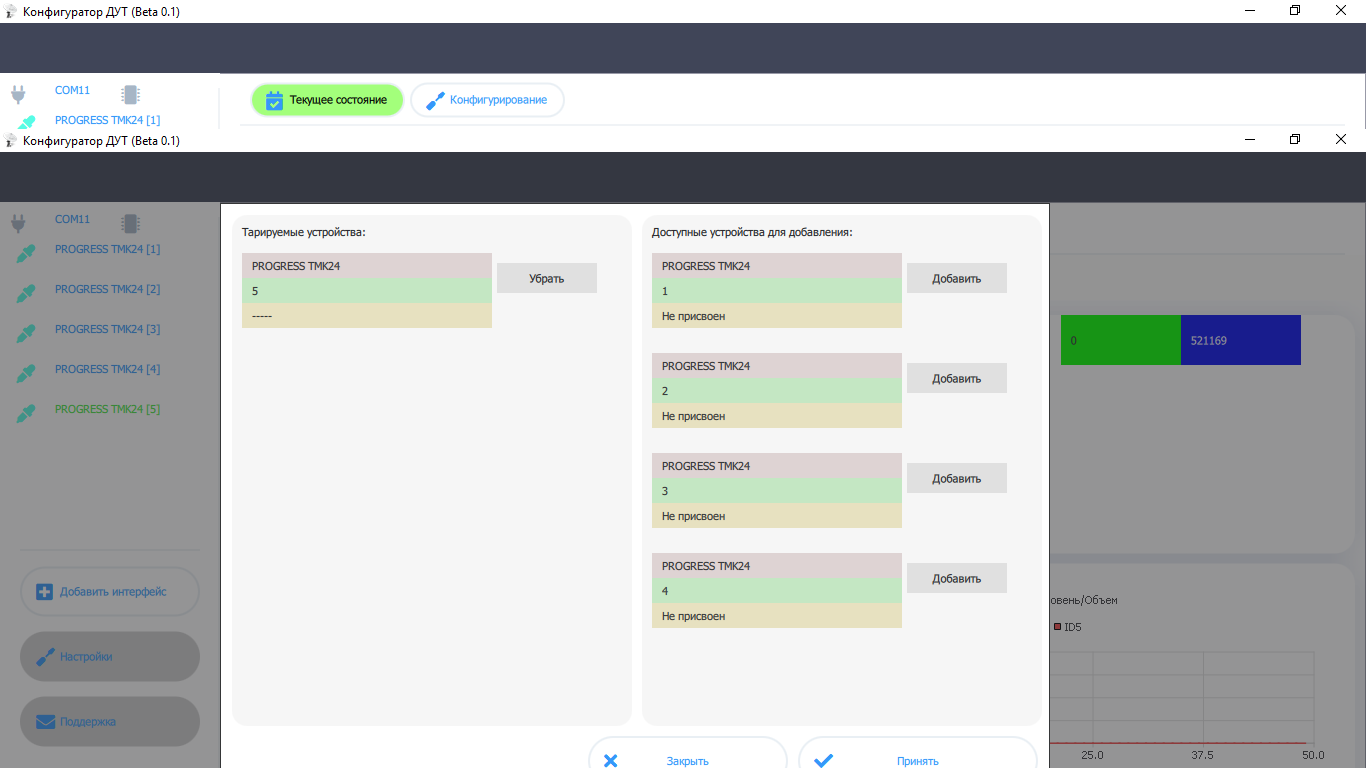 Конфигуратор ДУТ (Beta 0.1)
COM11
Текущее состояние
Конфигурирование
PROGRESS TMK24 [1]
Конфигуратор ДУТ (Beta 0.1)
COM11
PROGRESS TMK24 [1]
PROGRESS TMK24 [2]
PROGRESS TMK24 [3]
PROGRESS TMK24 [4]
PROGRESS TMK24 [5]
Добавить интерфейс
Настройки
Поддержка
Тарируемые устройства:
PROGRESS TMK24
5
-----
Убрать
Доступные устройства для добавления:
PROGRESS TMK24
1
Не присвоен
Добавить
PROGRESS TMK24
2
Не присвоен
Добавить
PROGRESS TMK24
3
Не присвоен
Добавить
PROGRESS TMK24
4
Не присвоен
Добавить
Закрыть
Принять
0
521169
овень/Объем
ID5
25.0
37.5
50.0